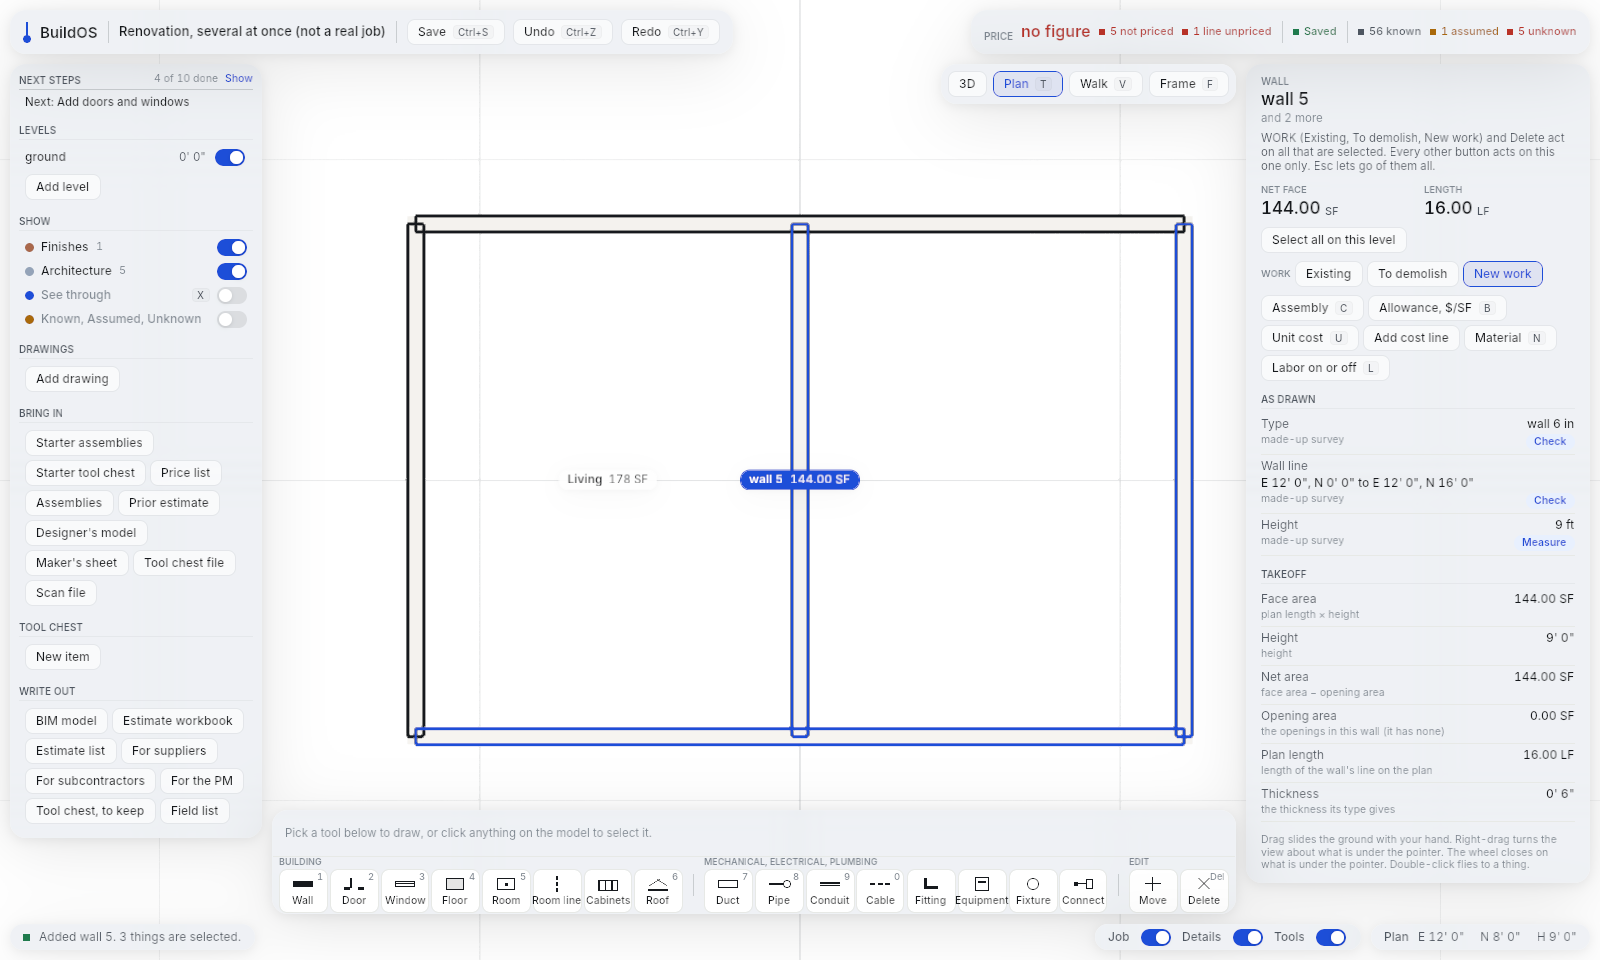 BuildOS
Renovation, several at once (not a real job)
Save Ctrl+S
Undo Ctrl+Z
Redo Ctrl+Y
PRICE no figure 5 not priced 1 line unpriced Saved 56 known 1 assumed 5 unknown
3D
Plan T
Walk V
Frame F
NEXT STEPS 4 of 10 done Show
Next: Add doors and windows
LEVELS
ground 0' 0"
Add level
SHOW
Finishes 1
Architecture 5
See through X
Known, Assumed, Unknown
DRAWINGS
Add drawing
BRING IN
Starter assemblies
Starter tool chest Price list
Assemblies Prior estimate
Designer's model
Maker's sheet Tool chest file
Scan file
TOOL CHEST
New item
WRITE OUT
BIM model Estimate workbook
Estimate list For suppliers
For subcontractors For the PM
Tool chest, to keep Field list
Living 178 SF
wall 5 144.00 SF
WALL
wall 5
and 2 more
WORK (Existing, To demolish, New work) and Delete act
on all that are selected. Every other button acts on this
one only. Esc lets go of them all.
NET FACE LENGTH
144.00 SF 16.00 LF
Select all on this level
WORK Existing To demolish New work
Assembly C Allowance, $/SF B
Unit cost U Add cost line Material N
Labor on or off L
AS DRAWN
Type wall 6 in
made-up survey Check
Wall line
E 12' 0", N 0' 0" to E 12' 0", N 16' 0"
made-up survey Check
Height 9 ft
made-up survey Measure
TAKEOFF
Face area 144.00 SF
plan length × height
Height 9' 0"
height
Net area 144.00 SF
face area − opening area
Opening area 0.00 SF
the openings in this wall (it has none)
Plan length 16.00 LF
length of the wall's line on the plan
Thickness 0' 6"
the thickness its type gives
Drag slides the ground with your hand. Right-drag turns the
view about what is under the pointer. The wheel closes on
what is under the pointer. Double-click flies to a thing.
Pick a tool below to draw, or click anything on the model to select it.
BUILDING MECHANICAL, ELECTRICAL, PLUMBING EDIT
1 2 3 4 5 6 7 8 9 0 Del
Wall Door Window Floor Room Room line Cabinets Roof Duct Pipe Conduit Cable Fitting Equipment Fixture Connect Move Delete
Added wall 5. 3 things are selected.
Job Details Tools
Plan E 12' 0" N 8' 0" H 9' 0"